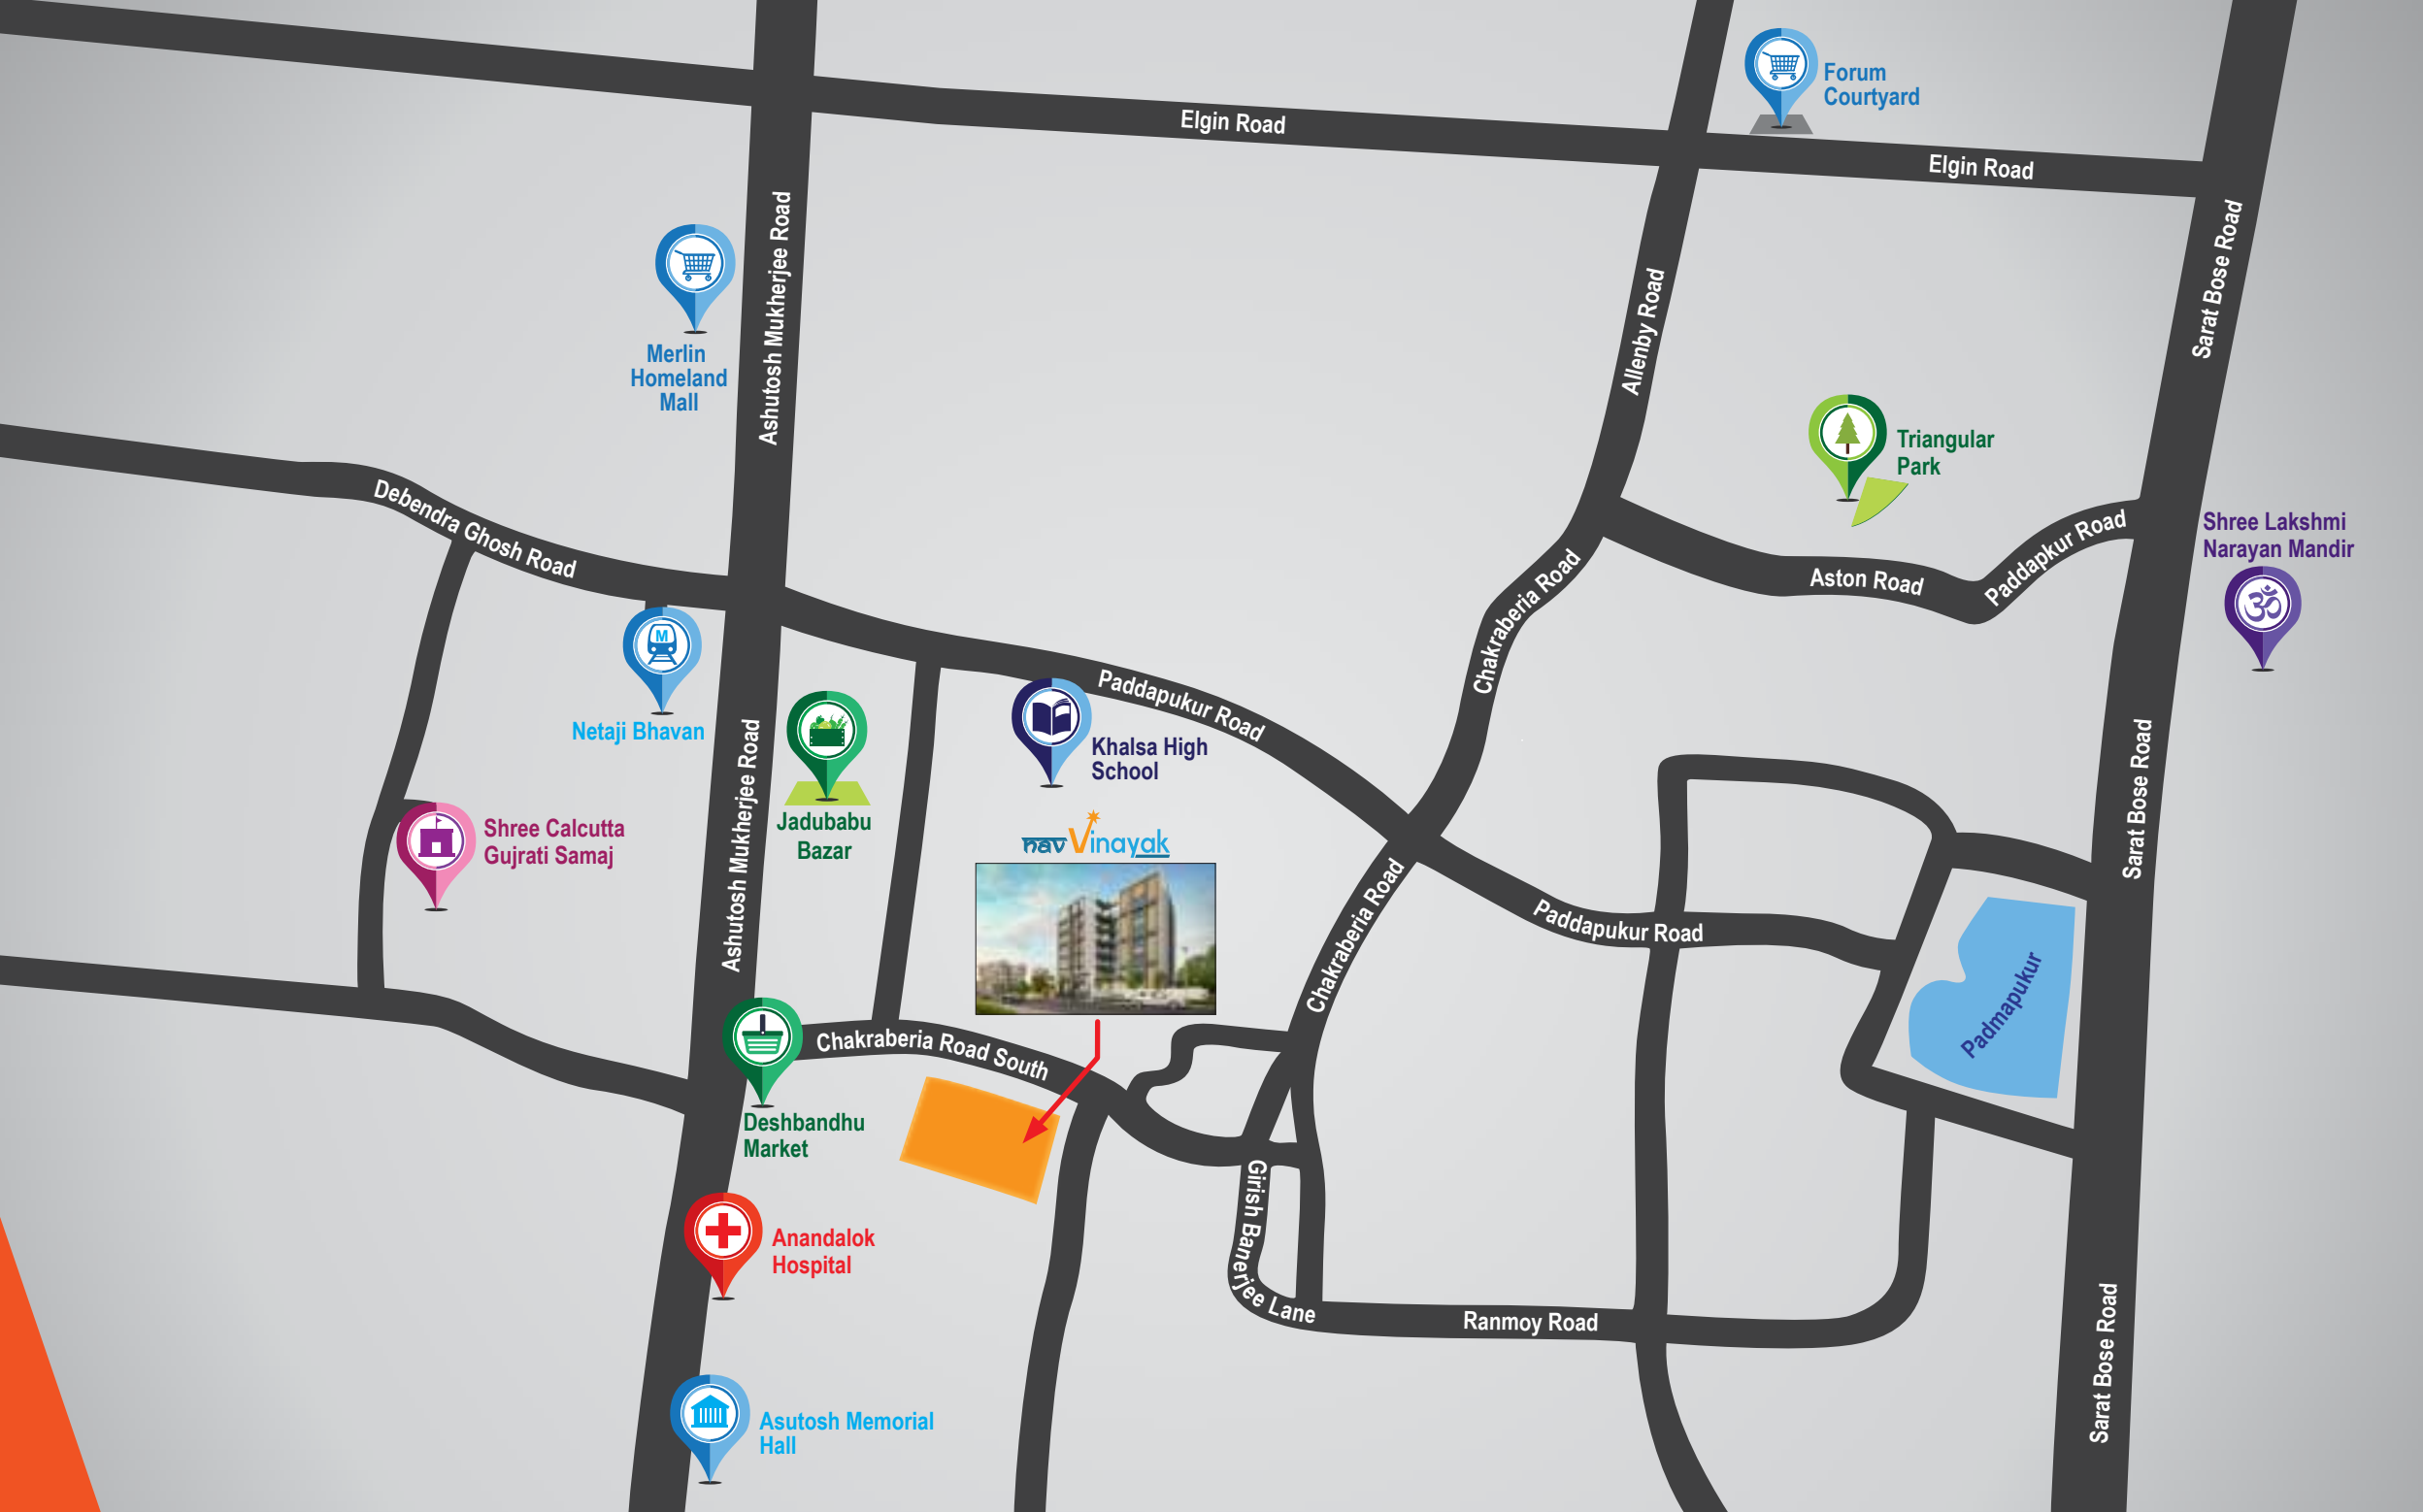 Forum
Courtyard
Elgin Road
Elgin Road
Ashutosh Mukherjee Road
Sarat Bose Road
Allenby Road
Merlin
Homeland
Mall
Triangular
Park
Debendra Ghosh Road
Shree Lakshmi
Narayan Mandir
Paddapkur Road
Aston Road
Chakraberia Road
M
Netaji Bhavan
Paddapukur Road
Khalsa High
School
Jadubabu
Bazar
Ashutosh Mukherjee Road
Sarat Bose Road
Shree Calcutta
Gujrati Samaj
nav Vinayak
Chakraberia Road
Paddapukur Road
Padmapukur
Chakraberia Road South
Deshbandhu
Market
Girish Banerjee Lane
Anandalok
Hospital
Ranmoy Road
Sarat Bose Road
Asutosh Memorial
Hall